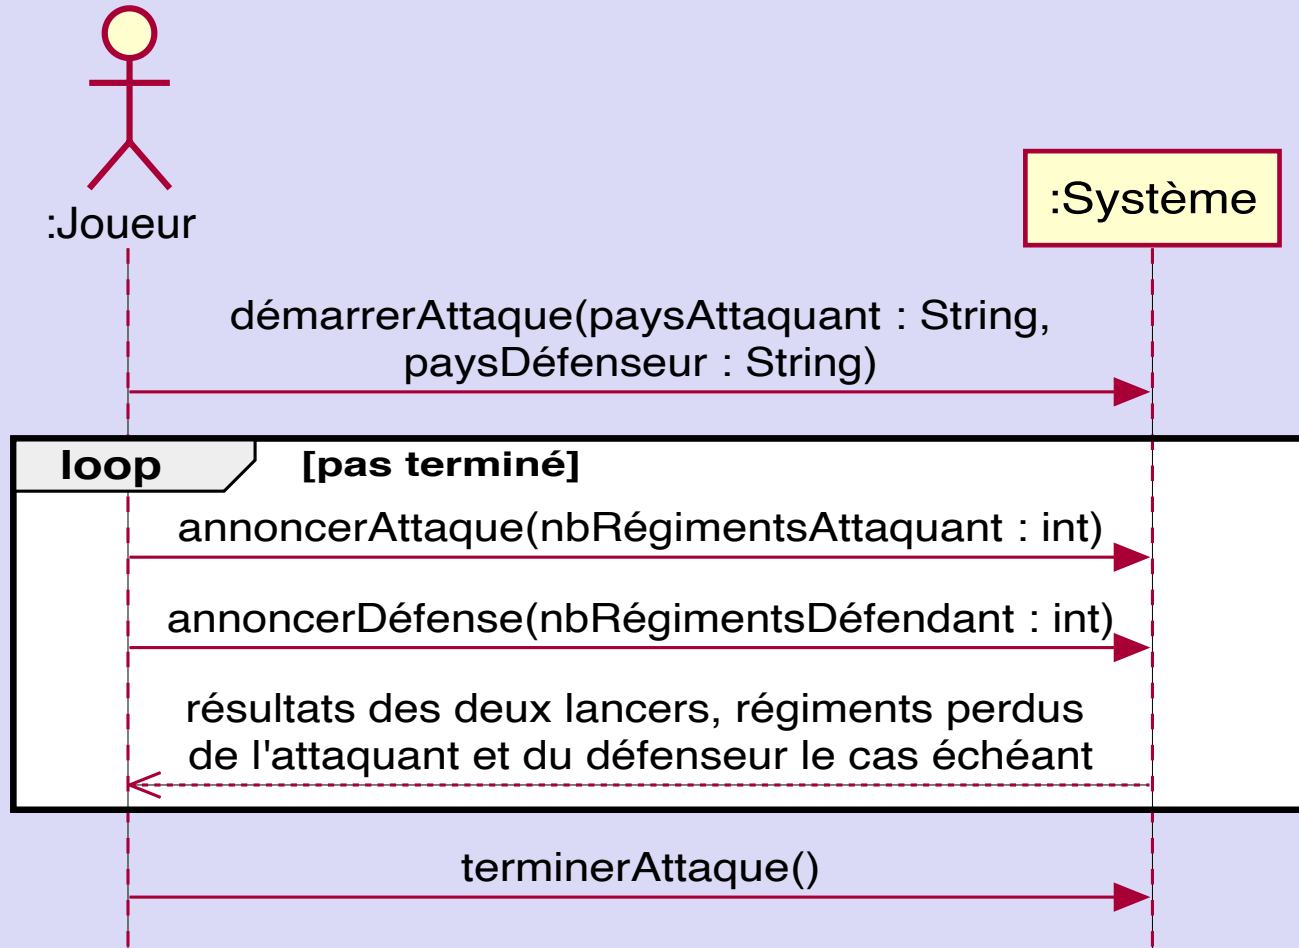 :Joueur
:Système
démarrerAttaque(paysAttaquant : String,
paysDéfenseur : String)
loop
[pas terminé]
annoncerAttaque(nbRégimentsAttaquant : int)
annoncerDéfense(nbRégimentsDéfendant : int)
résultats des deux lancers, régiments perdus
de l'attaquant et du défenseur le cas échéant
terminerAttaque()